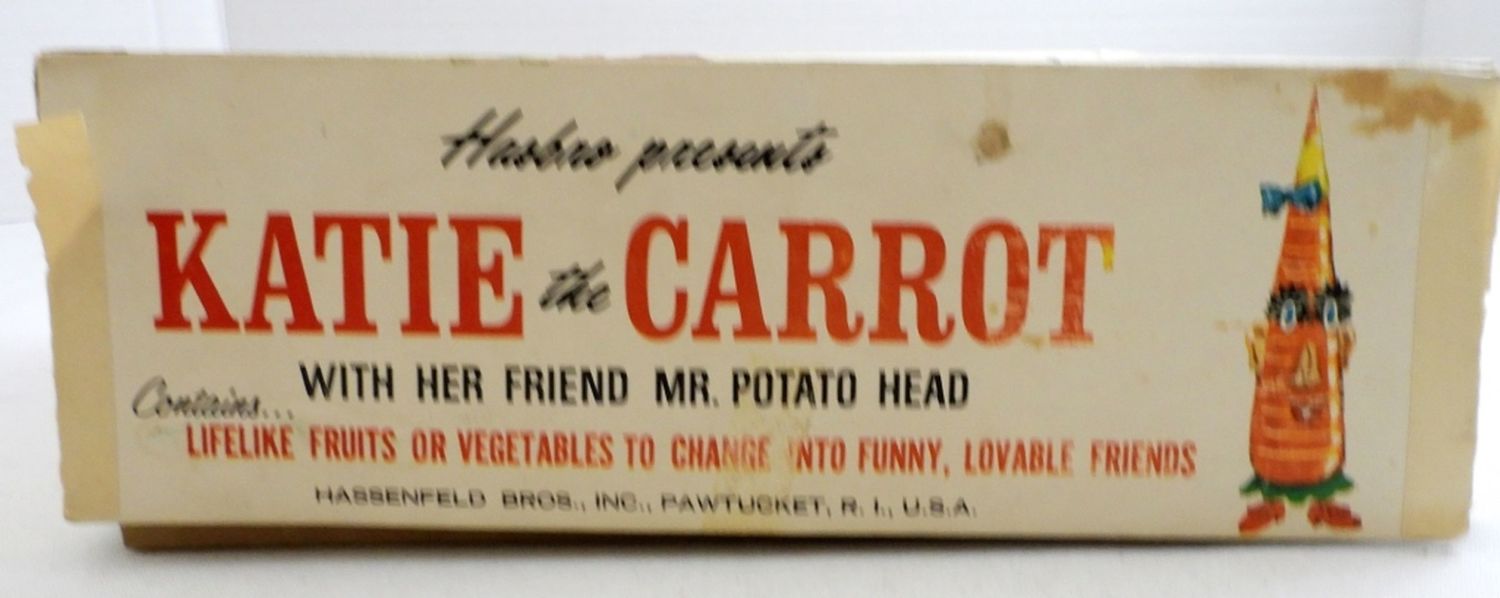 Hasbro presents
KATIE the CARROT
WITH HER FRIEND MR. POTATO HEAD
Contains...
LIFELIKE FRUITS OR VEGETABLES TO CHANGE INTO FUNNY, LOVABLE FRIENDS
HASSENFELD BROS., INC., PAWTUCKET, R. I., U.S.A.